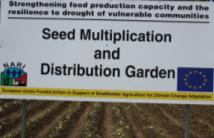 Strengthening food production capacity and the
resilience to drought of vulnerable communities
Seed Multiplication
and
Distribution Garden
NARI
European Union Funded, Action in Support of Smallholder Agriculture for Climate Change Adaptation